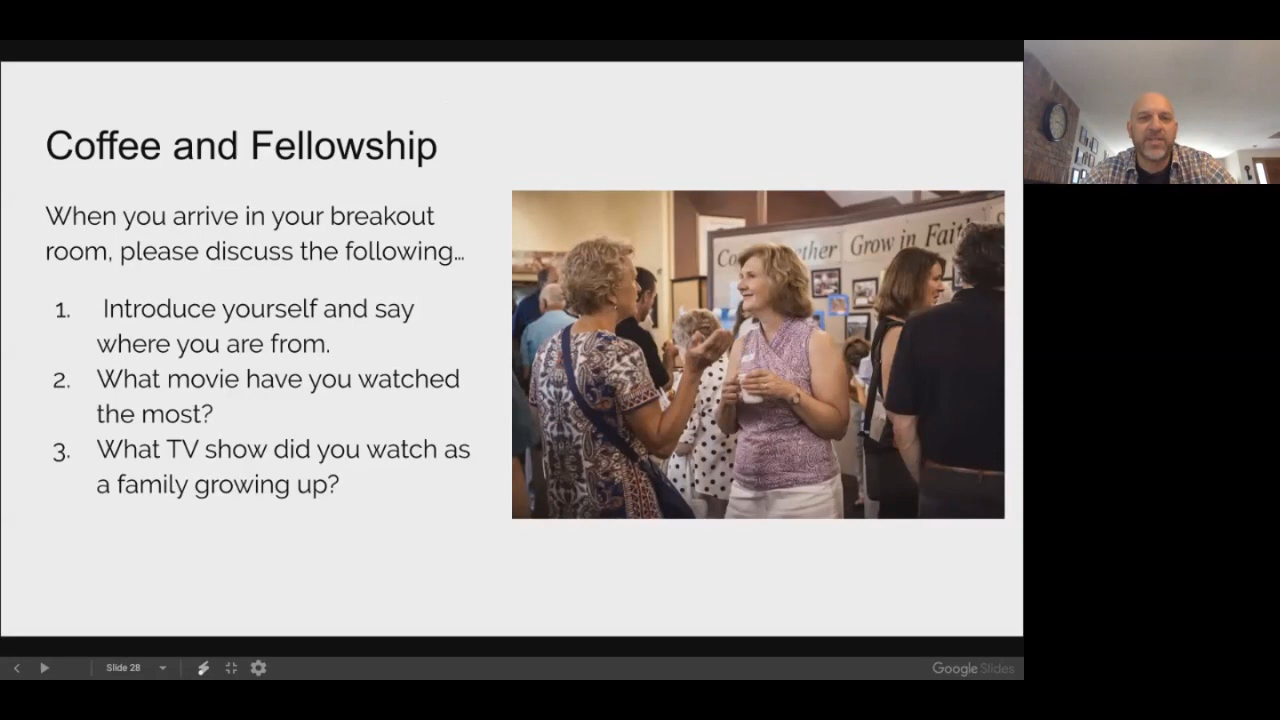 Coffee and Fellowship
When you arrive in your breakout
room, please discuss the following…
1. Introduce yourself and say
where you are from.
2. What movie have you watched
the most?
3. What TV show did you watch as
a family growing up?
Grow in Faith
Slide 28
Google Slides